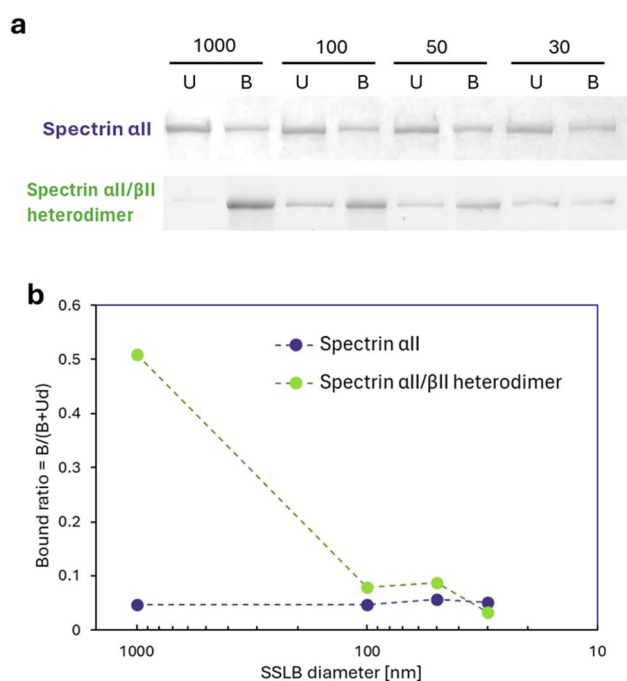 a
1000 100 50 30
U B U B U B U B
Spectrin αII
Spectrin αII/βII
heterodimer
b
0.6
0.5
0.4
0.3
0.2
0.1
0
Bound ratio = B/(B+Ud)
Spectrin αII
Spectrin αII/βII heterodimer
1000 100 10
SSLB diameter [nm]